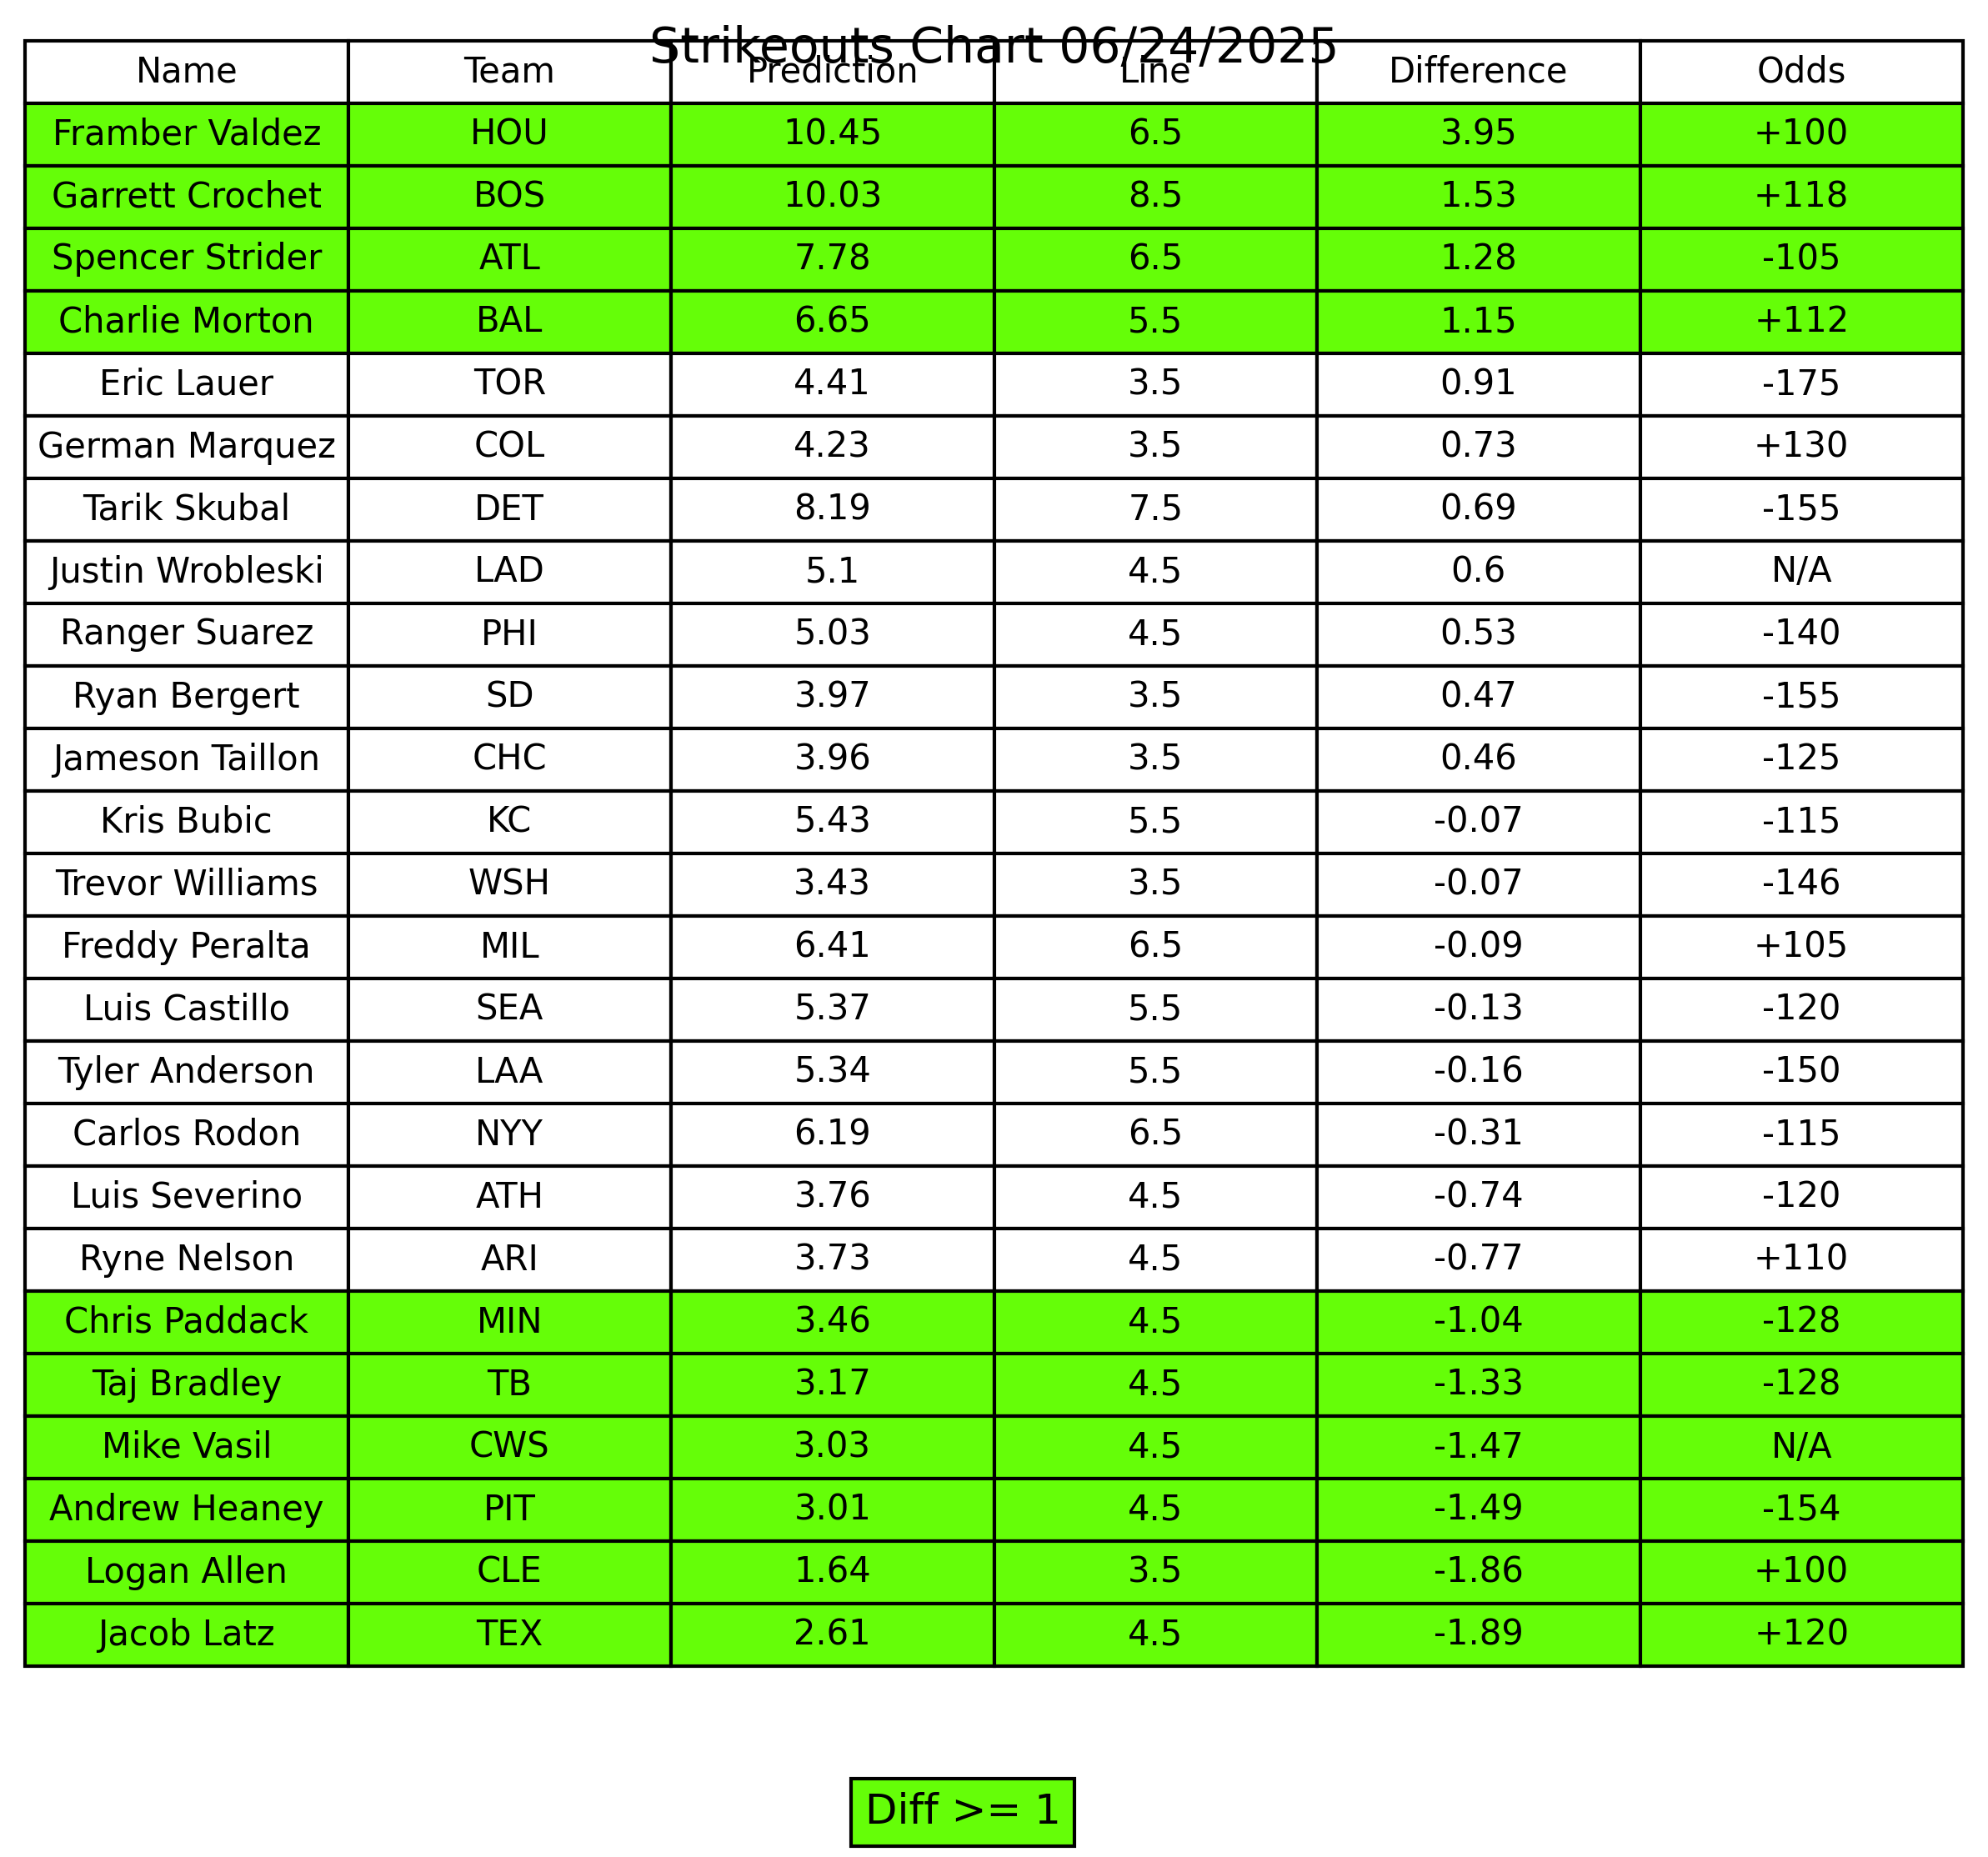 Strikeouts Chart 06/24/2025
Name Team Prediction Line Difference Odds
Framber Valdez HOU 10.45 6.5 3.95 +100
Garrett Crochet BOS 10.03 8.5 1.53 +118
Spencer Strider ATL 7.78 6.5 1.28 -105
Charlie Morton BAL 6.65 5.5 1.15 +112
Eric Lauer TOR 4.41 3.5 0.91 -175
German Marquez COL 4.23 3.5 0.73 +130
Tarik Skubal DET 8.19 7.5 0.69 -155
Justin Wrobleski LAD 5.1 4.5 0.6 N/A
Ranger Suarez PHI 5.03 4.5 0.53 -140
Ryan Bergert SD 3.97 3.5 0.47 -155
Jameson Taillon CHC 3.96 3.5 0.46 -125
Kris Bubic KC 5.43 5.5 -0.07 -115
Trevor Williams WSH 3.43 3.5 -0.07 -146
Freddy Peralta MIL 6.41 6.5 -0.09 +105
Luis Castillo SEA 5.37 5.5 -0.13 -120
Tyler Anderson LAA 5.34 5.5 -0.16 -150
Carlos Rodon NYY 6.19 6.5 -0.31 -115
Luis Severino ATH 3.76 4.5 -0.74 -120
Ryne Nelson ARI 3.73 4.5 -0.77 +110
Chris Paddack MIN 3.46 4.5 -1.04 -128
Taj Bradley TB 3.17 4.5 -1.33 -128
Mike Vasil CWS 3.03 4.5 -1.47 N/A
Andrew Heaney PIT 3.01 4.5 -1.49 -154
Logan Allen CLE 1.64 3.5 -1.86 +100
Jacob Latz TEX 2.61 4.5 -1.89 +120
Diff >= 1